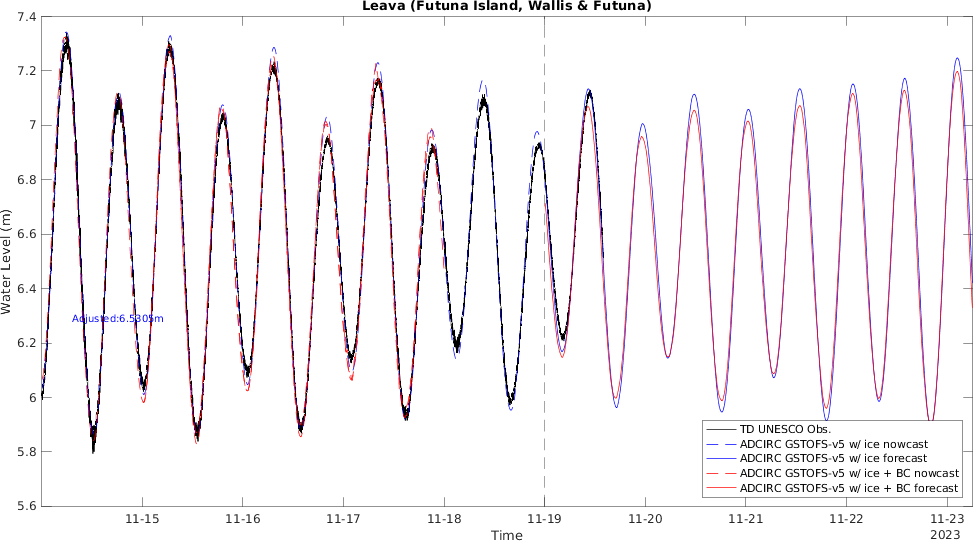 Leava (Futuna Island, Wallis & Futuna)
7.4
7.2
7
6.8
6.6
6.4
6.2
6
5.8
5.6
Water Level (m)
Adjusted:6.5305m
TD UNESCO Obs.
ADCIRC GSTOFS-v5 w/ ice nowcast
ADCIRC GSTOFS-v5 w/ ice forecast
ADCIRC GSTOFS-v5 w/ ice + BC nowcast
ADCIRC GSTOFS-v5 w/ ice + BC forecast
11-15 11-16 11-17 11-18 11-19 11-20 11-21 11-22 11-23
Time
2023